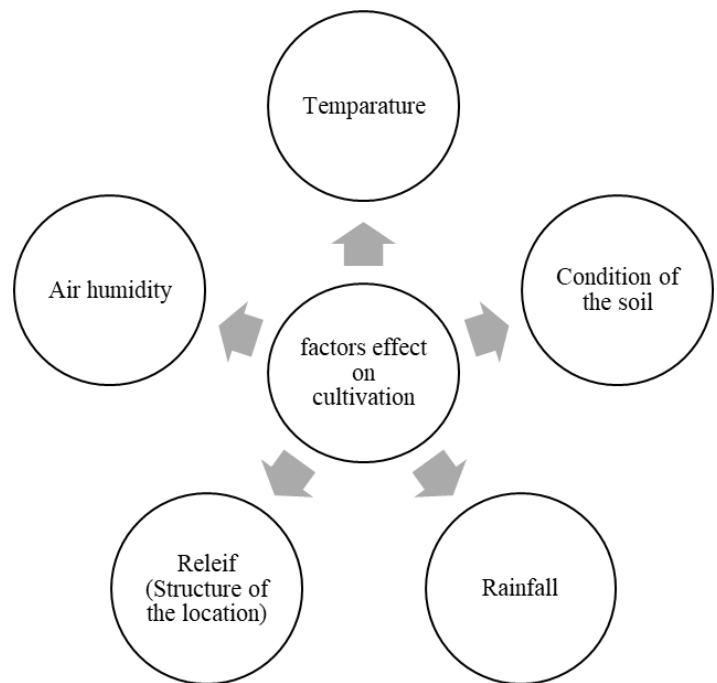 Temparature
Air humidity
Condition of
the soil
factors effect
on
cultivation
Releif
(Structure of
the location)
Rainfall